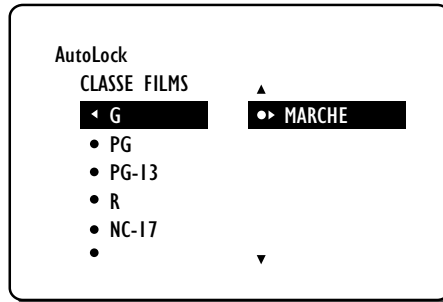 AutoLock
CLASSE FILMS
G MARCHE
PG
PG-13
R
NC-17